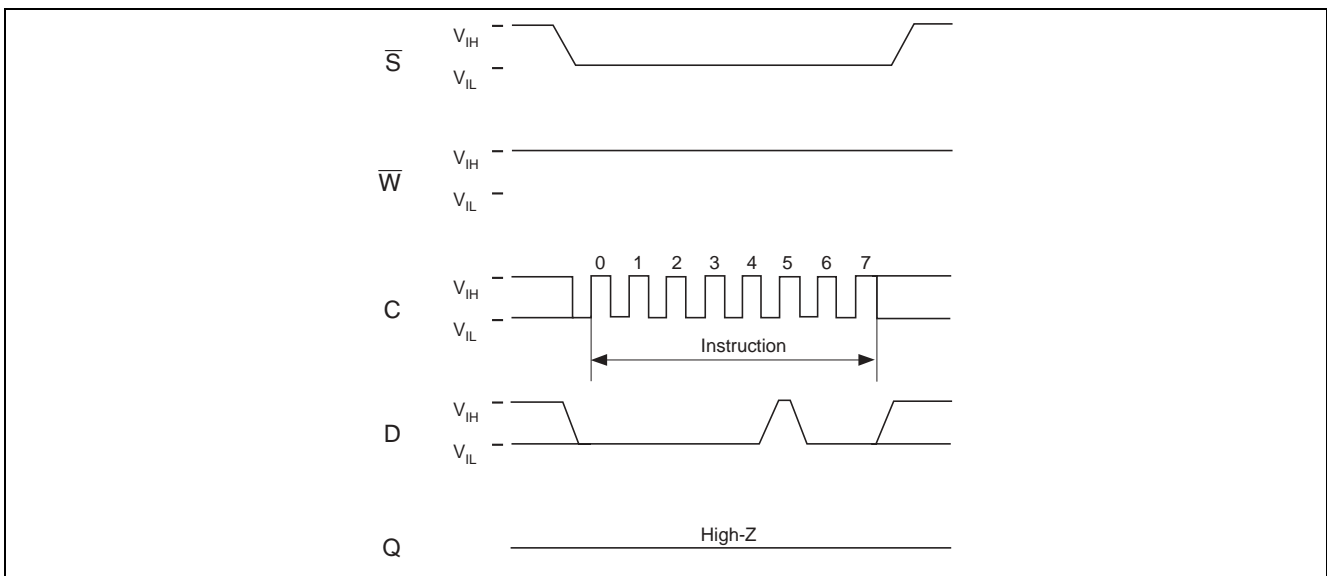 S̅
V_IH
V_IL
W̅
V_IH
V_IL
C
V_IH
V_IL
0 1 2 3 4 5 6 7
Instruction
D
V_IH
V_IL
Q
High-Z